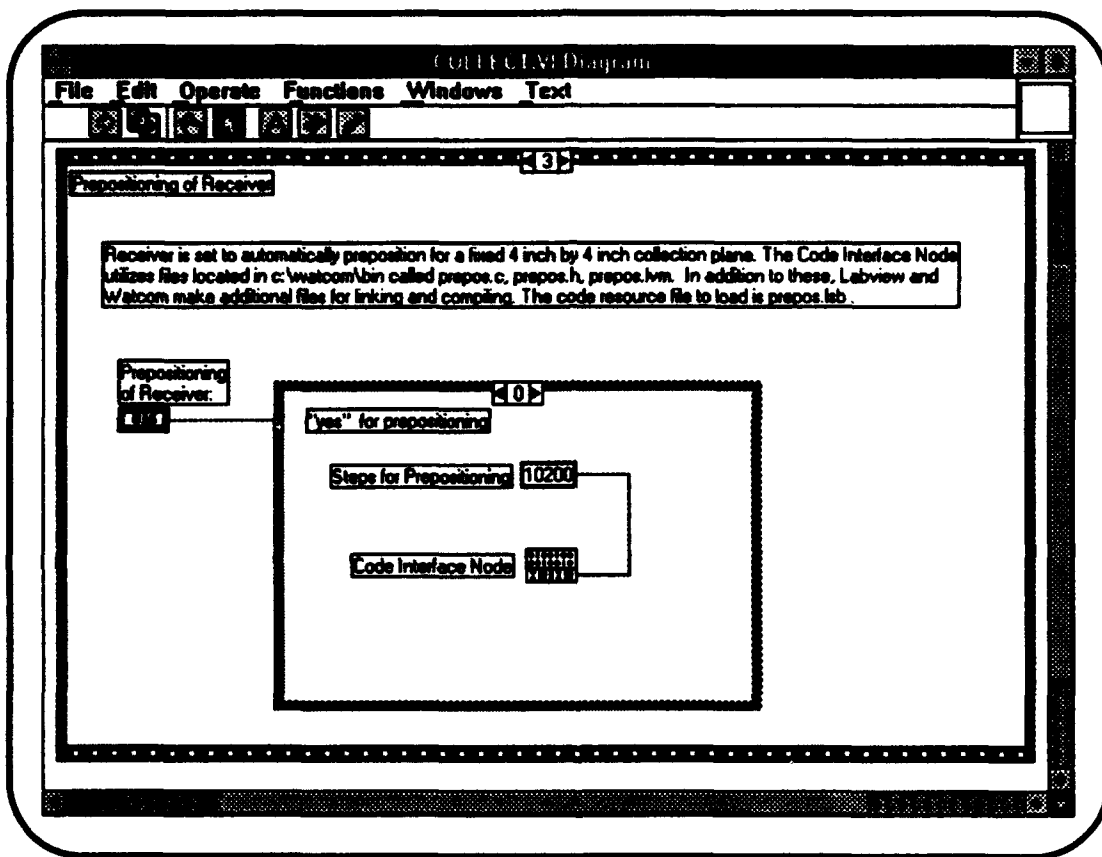 COLLECT.VI Diagram
File Edit Operate Functions Windows Text
3
Prepositioning of Receiver
Receiver is set to automatically preposition for a fixed 4 inch by 4 inch collection plane. The Code Interface Node
utilizes files located in c:\watcom\bin called prepos.c, prepos.h, prepos.lvm. In addition to these, Labview and
Watcom make additional files for linking and compiling. The code resource file to load is prepos.lsb .
Prepositioning
of Receiver:
0
"yes" for prepositioning
Steps for Prepositioning 10200
Code Interface Node